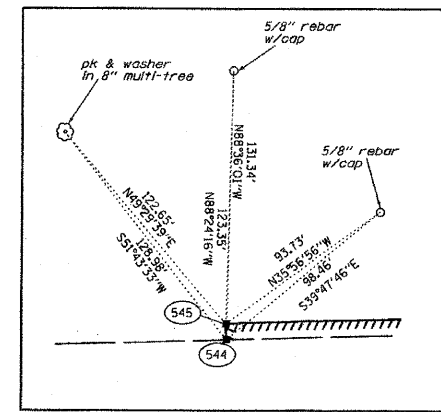 5/8" rebar
w/cap
pk & washer
in 8" multi-tree
5/8" rebar
w/cap
131.34'
N88°36'01"W
123.35'
N88°24'16"W
122.65'
N49°29'39"E
128.98'
S51°43'33"W
93.73'
N35°56'56"W
98.46'
S39°47'46"E
545
544